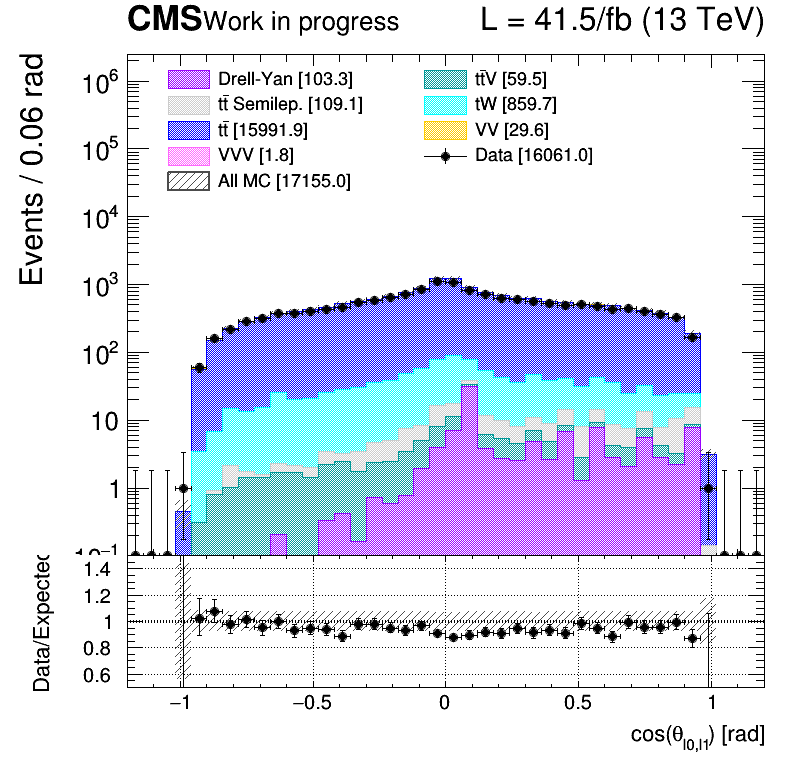 CMS Work in progress L = 41.5/fb (13 TeV)
Events / 0.06 rad
10⁶
10⁵
10⁴
10³
10²
10
1
10⁻¹
Drell-Yan [103.3]
tt̄ Semilep. [109.1]
tt̄ [15991.9]
VVV [1.8]
All MC [17155.0]
tt̄V [59.5]
tW [859.7]
VV [29.6]
Data [16061.0]
Data/Expected
1.4
1.2
1
0.8
0.6
−1 −0.5 0 0.5 1
cos(θ_l0,l1) [rad]